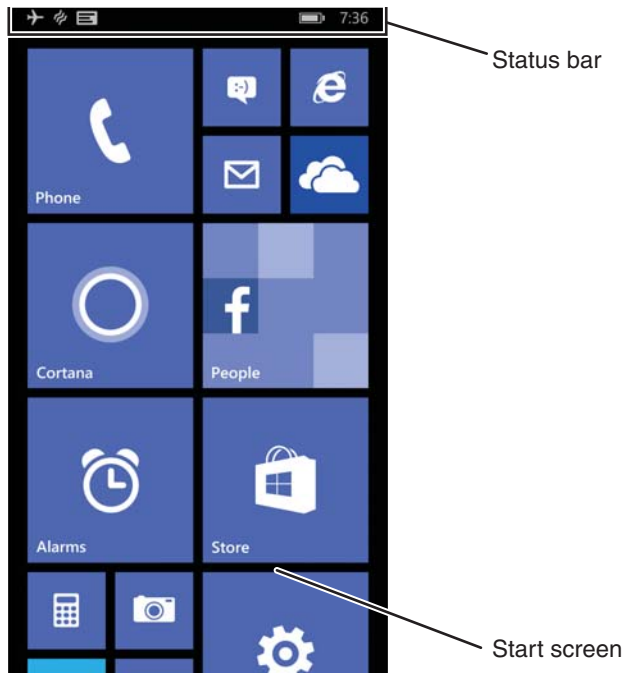 7:36
Status bar
:-)
Phone
Cortana
People
Alarms
Store
Start screen